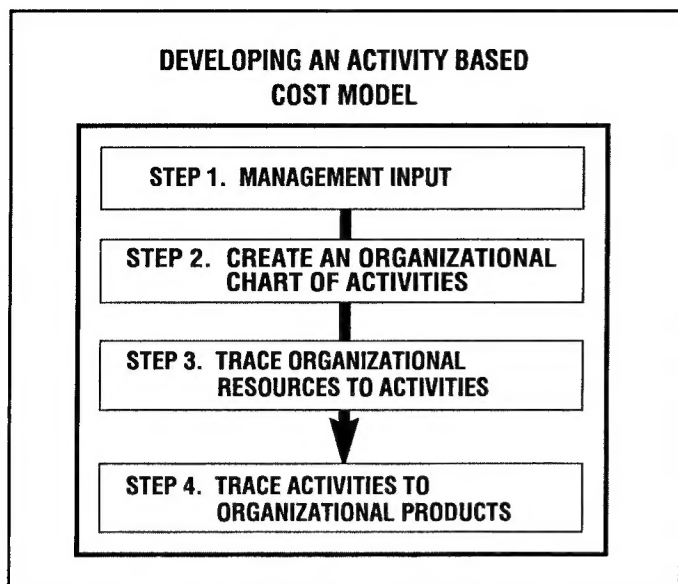 DEVELOPING AN ACTIVITY BASED
COST MODEL
STEP 1. MANAGEMENT INPUT
STEP 2. CREATE AN ORGANIZATIONAL
CHART OF ACTIVITIES
STEP 3. TRACE ORGANIZATIONAL
RESOURCES TO ACTIVITIES
STEP 4. TRACE ACTIVITIES TO
ORGANIZATIONAL PRODUCTS